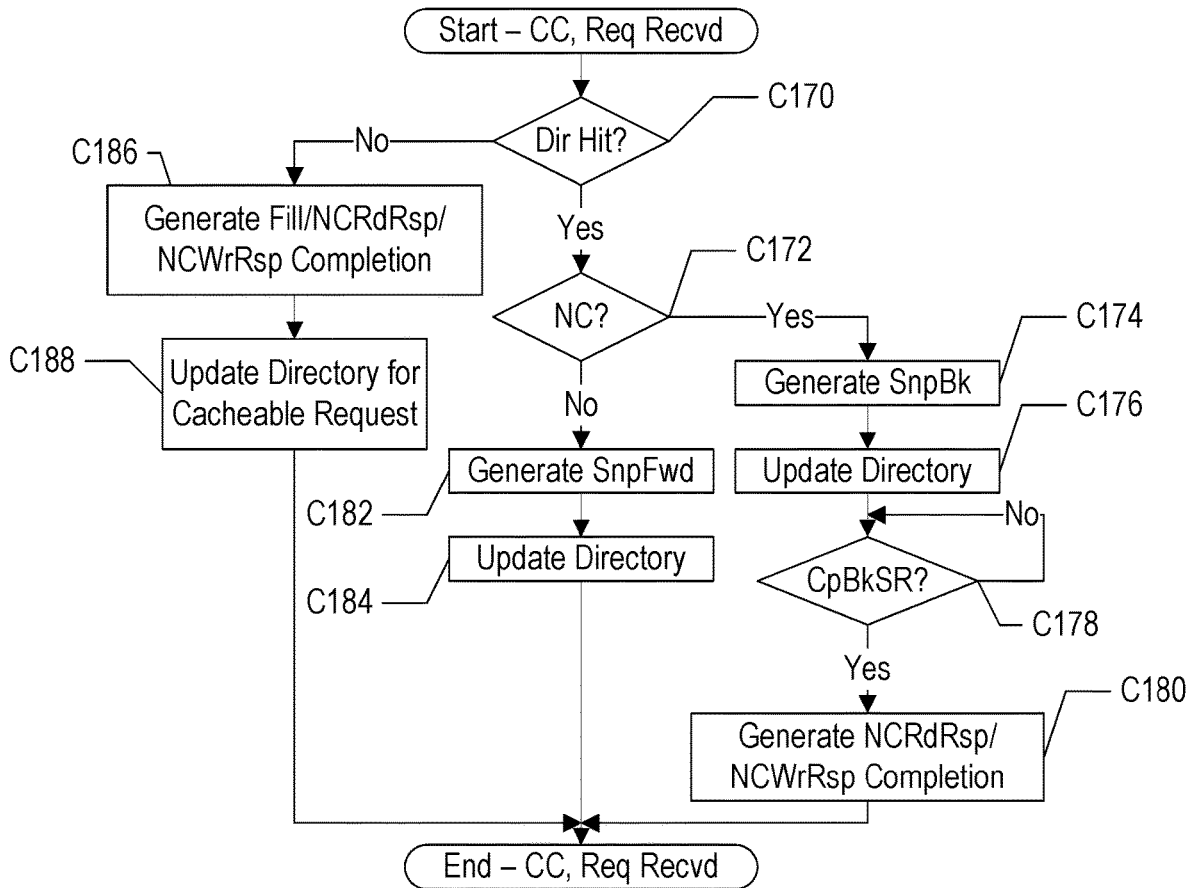 Start – CC, Req Recvd
C170
Dir Hit?
No
C186
Generate Fill/NCRdRsp/
NCWrRsp Completion
Yes
C172
NC?
Yes
C174
C188
Update Directory for
Cacheable Request
Generate SnpBk
No
C176
Generate SnpFwd
Update Directory
C182
No
Update Directory
CpBkSR?
C184
C178
Yes
C180
Generate NCRdRsp/
NCWrRsp Completion
End – CC, Req Recvd